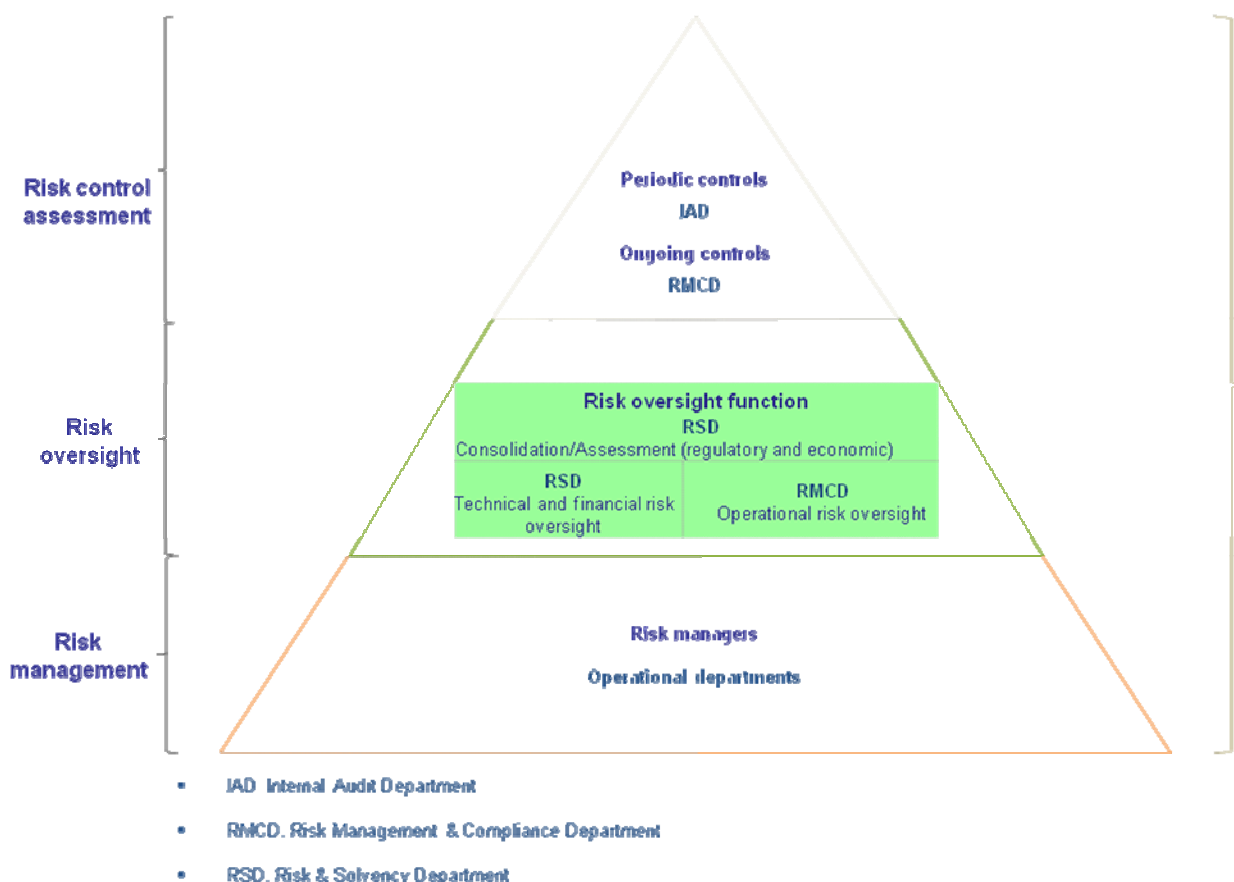 Periodic controls
IAD
Risk control
assessment
Ongoing controls
RMCD
Risk oversight function
RSD
Consolidation/Assessment (regulatory and economic)
Risk
oversight
RSD
Technical and financial risk
oversight
RMCD
Operational risk oversight
Risk
management
Risk managers
Operational departments
• IAD Internal Audit Department
• RMCD. Risk Management & Compliance Department
• RSD. Risk & Solvency Department